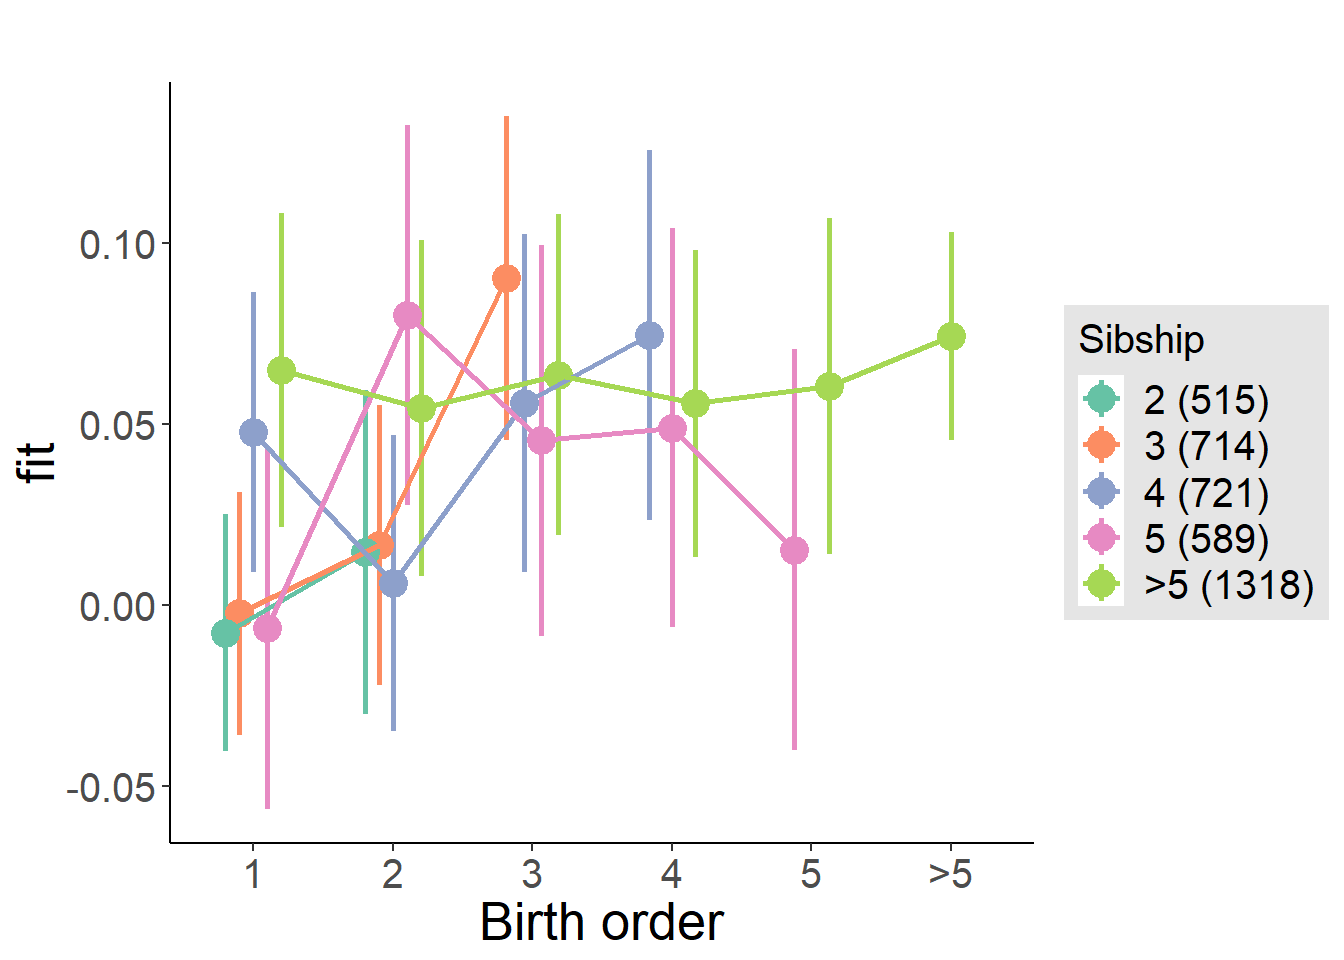 0.10
0.05
0.00
-0.05
fit
1 2 3 4 5 >5
Birth order
Sibship
2 (515)
3 (714)
4 (721)
5 (589)
>5 (1318)